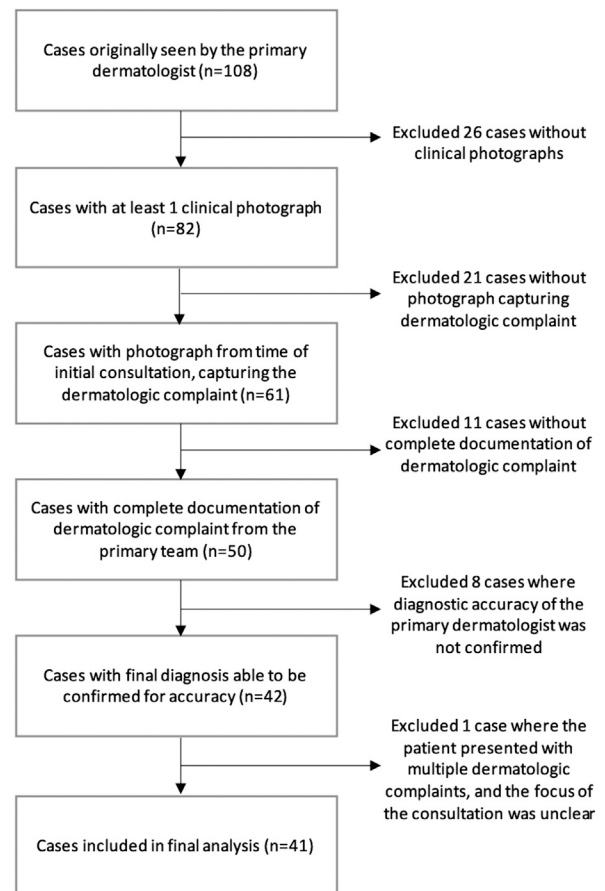 Cases originally seen by the primary
dermatologist (n=108)
Excluded 26 cases without
clinical photographs
Cases with at least 1 clinical photograph
(n=82)
Excluded 21 cases without
photograph capturing
dermatologic complaint
Cases with photograph from time of
initial consultation, capturing the
dermatologic complaint (n=61)
Excluded 11 cases without
complete documentation of
dermatologic complaint
Cases with complete documentation of
dermatologic complaint from the
primary team (n=50)
Excluded 8 cases where
diagnostic accuracy of the
primary dermatologist was
not confirmed
Cases with final diagnosis able to be
confirmed for accuracy (n=42)
Excluded 1 case where the
patient presented with
multiple dermatologic
complaints, and the focus of
the consultation was unclear
Cases included in final analysis (n=41)